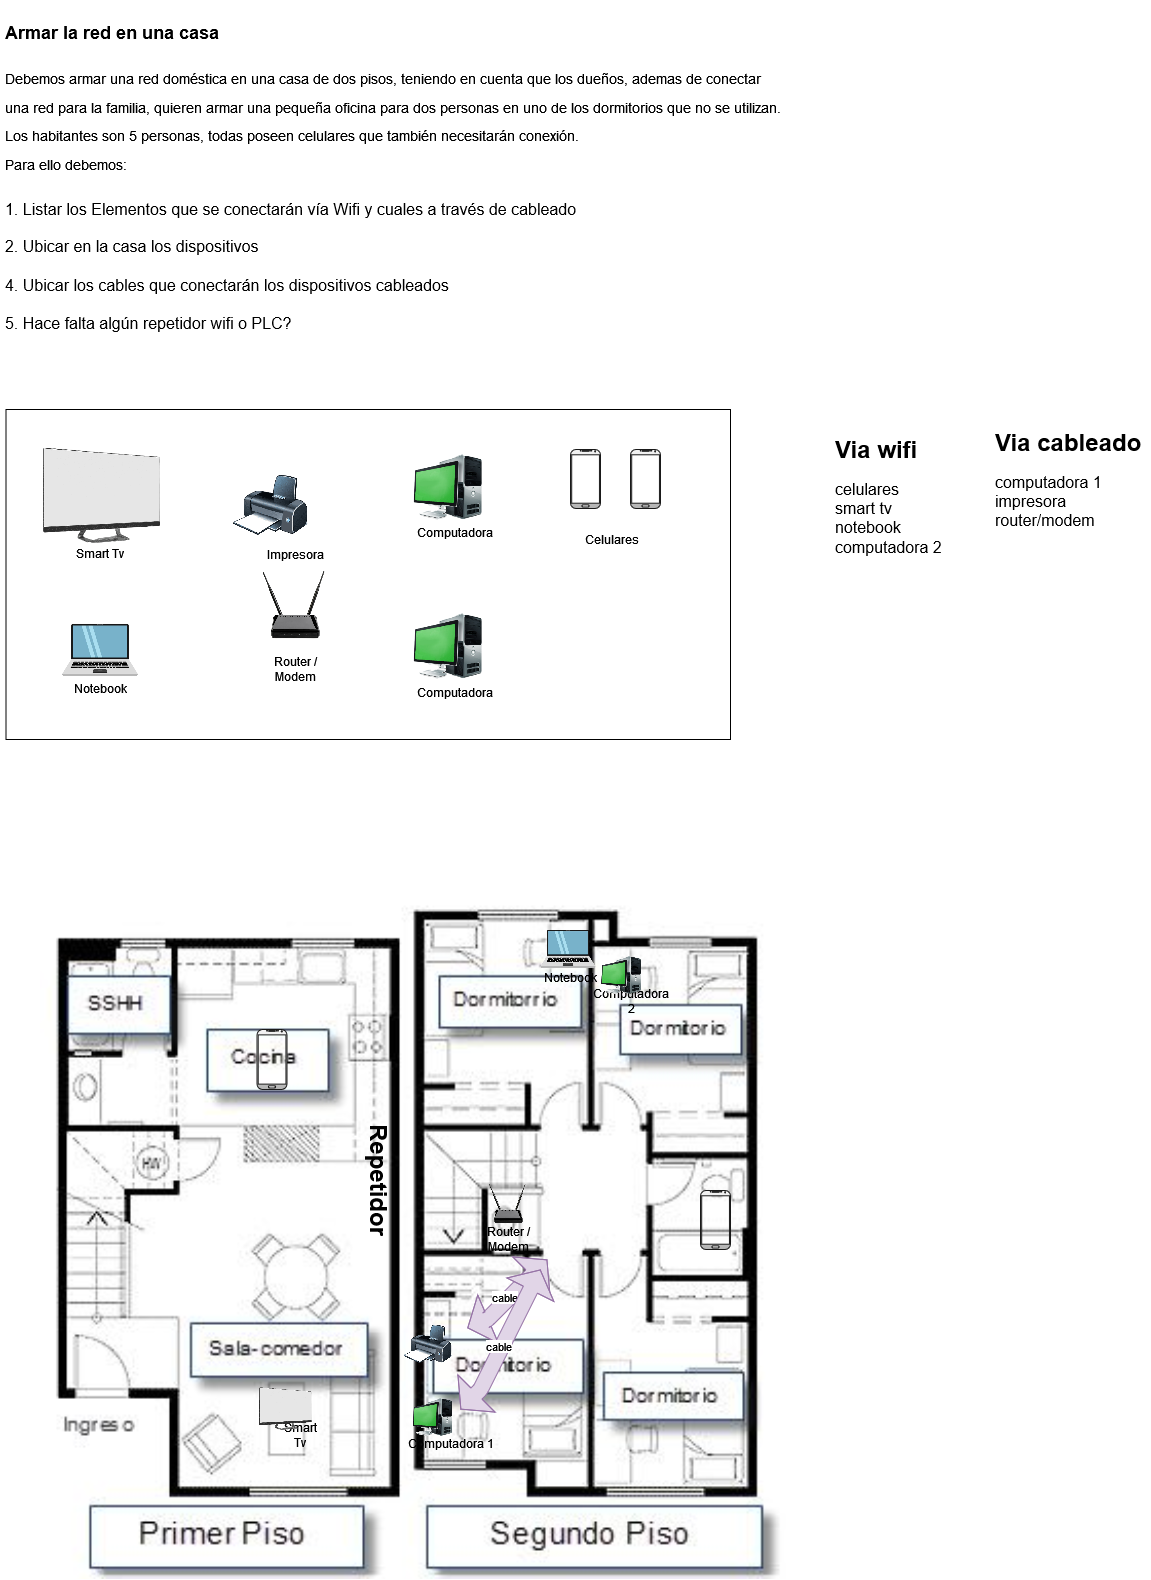 Armar la red en una casa
Debemos armar una red doméstica en una casa de dos pisos, teniendo en cuenta que los dueños, ademas de conectar
una red para la familia, quieren armar una pequeña oficina para dos personas en uno de los dormitorios que no se utilizan.
Los habitantes son 5 personas, todas poseen celulares que también necesitarán conexión.
Para ello debemos:
1. Listar los Elementos que se conectarán vía Wifi y cuales a través de cableado
2. Ubicar en la casa los dispositivos
4. Ubicar los cables que conectarán los dispositivos cableados
5. Hace falta algún repetidor wifi o PLC?
Smart Tv
Impresora
Computadora
Celulares
Notebook
Router /
Modem
Computadora
Via wifi
celulares
smart tv
notebook
computadora 2
Via cableado
computadora 1
impresora
router/modem
SSHH
Cocina
HW
Repetidor
Sala-comedor
Smart
Tv
Ingreso
Primer Piso
Notebook
Computadora
2
Dormitorrio
Dormitorio
Router /
Modem
cable
cable
Dormitorio
Dormitorio
Computadora 1
Segundo Piso